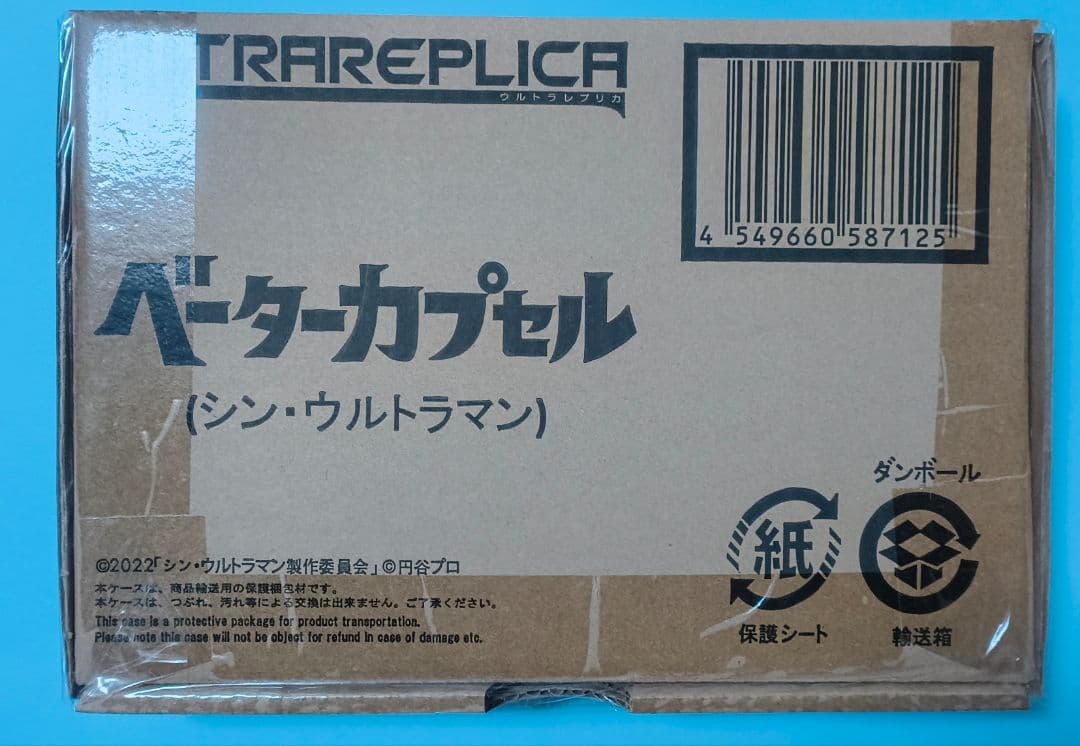 TRAREPLICA
ウルトラレプリカ
4 549660 587125
ベーターカプセル
(シン・ウルトラマン)
ダンボール
紙
保護シート
輸送箱
©2022「シン・ウルトラマン製作委員会」©円谷プロ
本ケースは、商品輸送用の保護梱包材です。
本ケースは、つぶれ、汚れ等による交換は出来ません。ご了承ください。
This case is a protective package for product transportation.
Please note this case will not be object for refund in case of damage etc.